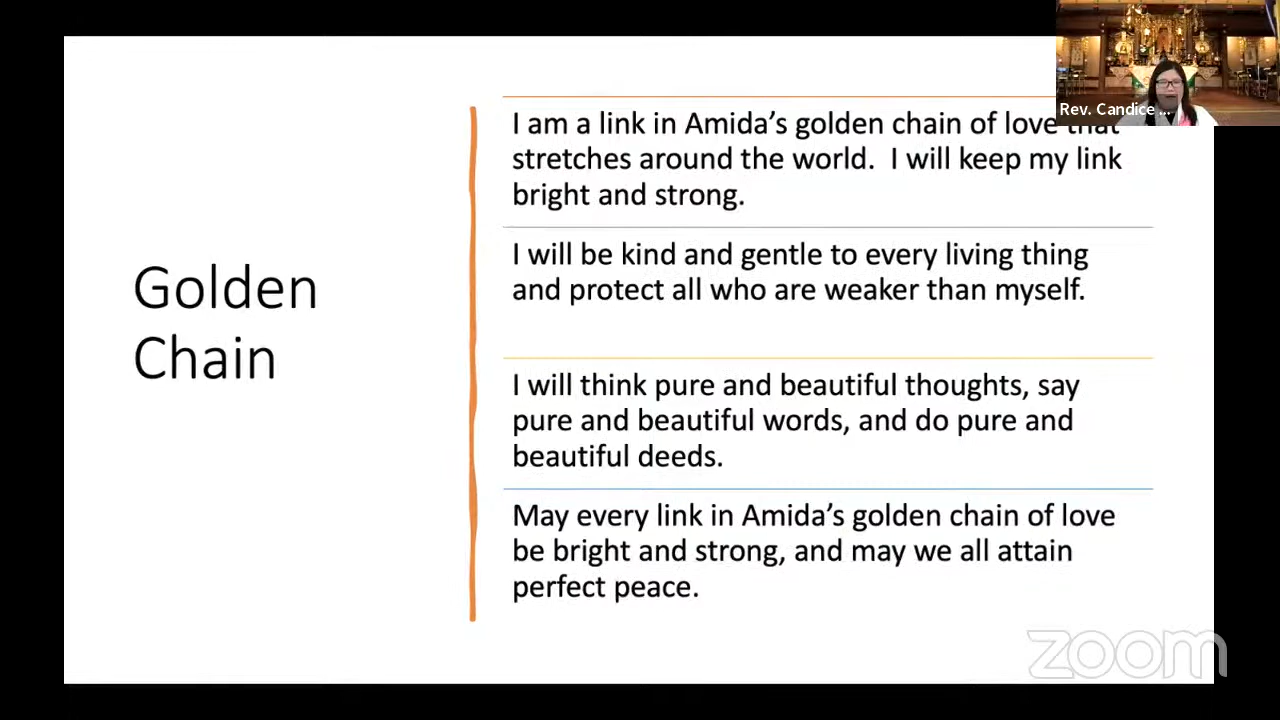 Rev. Candice ...
I am a link in Amida's golden chain of love that
stretches around the world. I will keep my link
bright and strong.
I will be kind and gentle to every living thing
and protect all who are weaker than myself.
Golden
Chain
I will think pure and beautiful thoughts, say
pure and beautiful words, and do pure and
beautiful deeds.
May every link in Amida's golden chain of love
be bright and strong, and may we all attain
perfect peace.
zoom